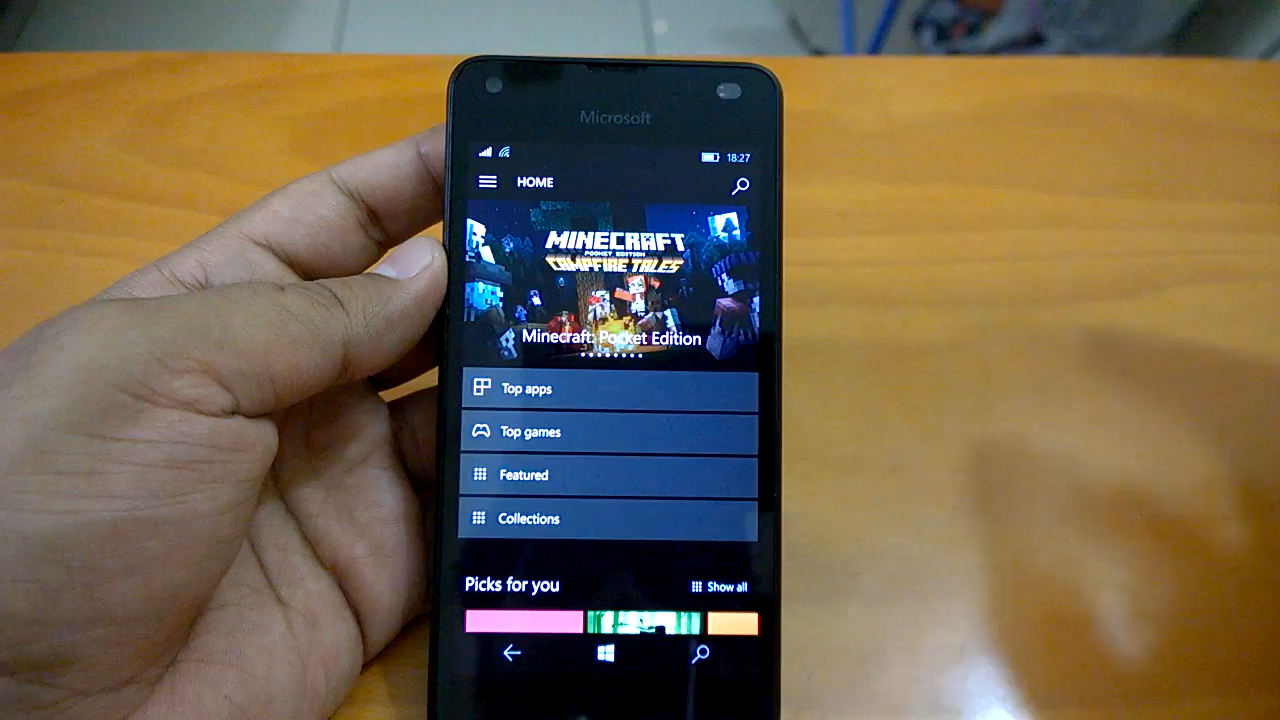 Microsoft
18:27
HOME
MINECRAFT
POCKET EDITION
CAMPFIRE TALES
Minecraft: Pocket Edition
Top apps
Top games
Featured
Collections
Picks for you
Show all